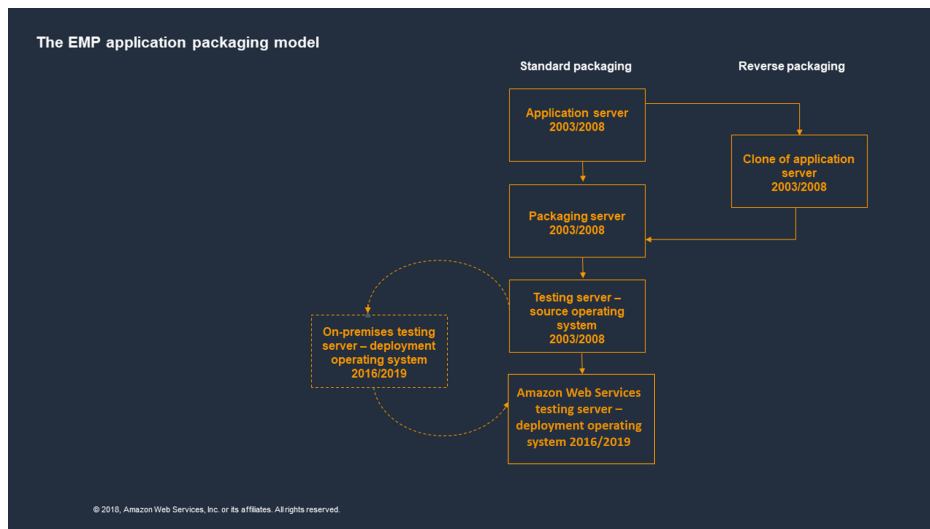 The EMP application packaging model
Standard packaging
Reverse packaging
Application server
2003/2008
Clone of application
server
2003/2008
Packaging server
2003/2008
Testing server –
source operating
system
2003/2008
On-premises testing
server – deployment
operating system
2016/2019
Amazon Web Services
testing server –
deployment operating
system 2016/2019
© 2018, Amazon Web Services, Inc. or its affiliates. All rights reserved.